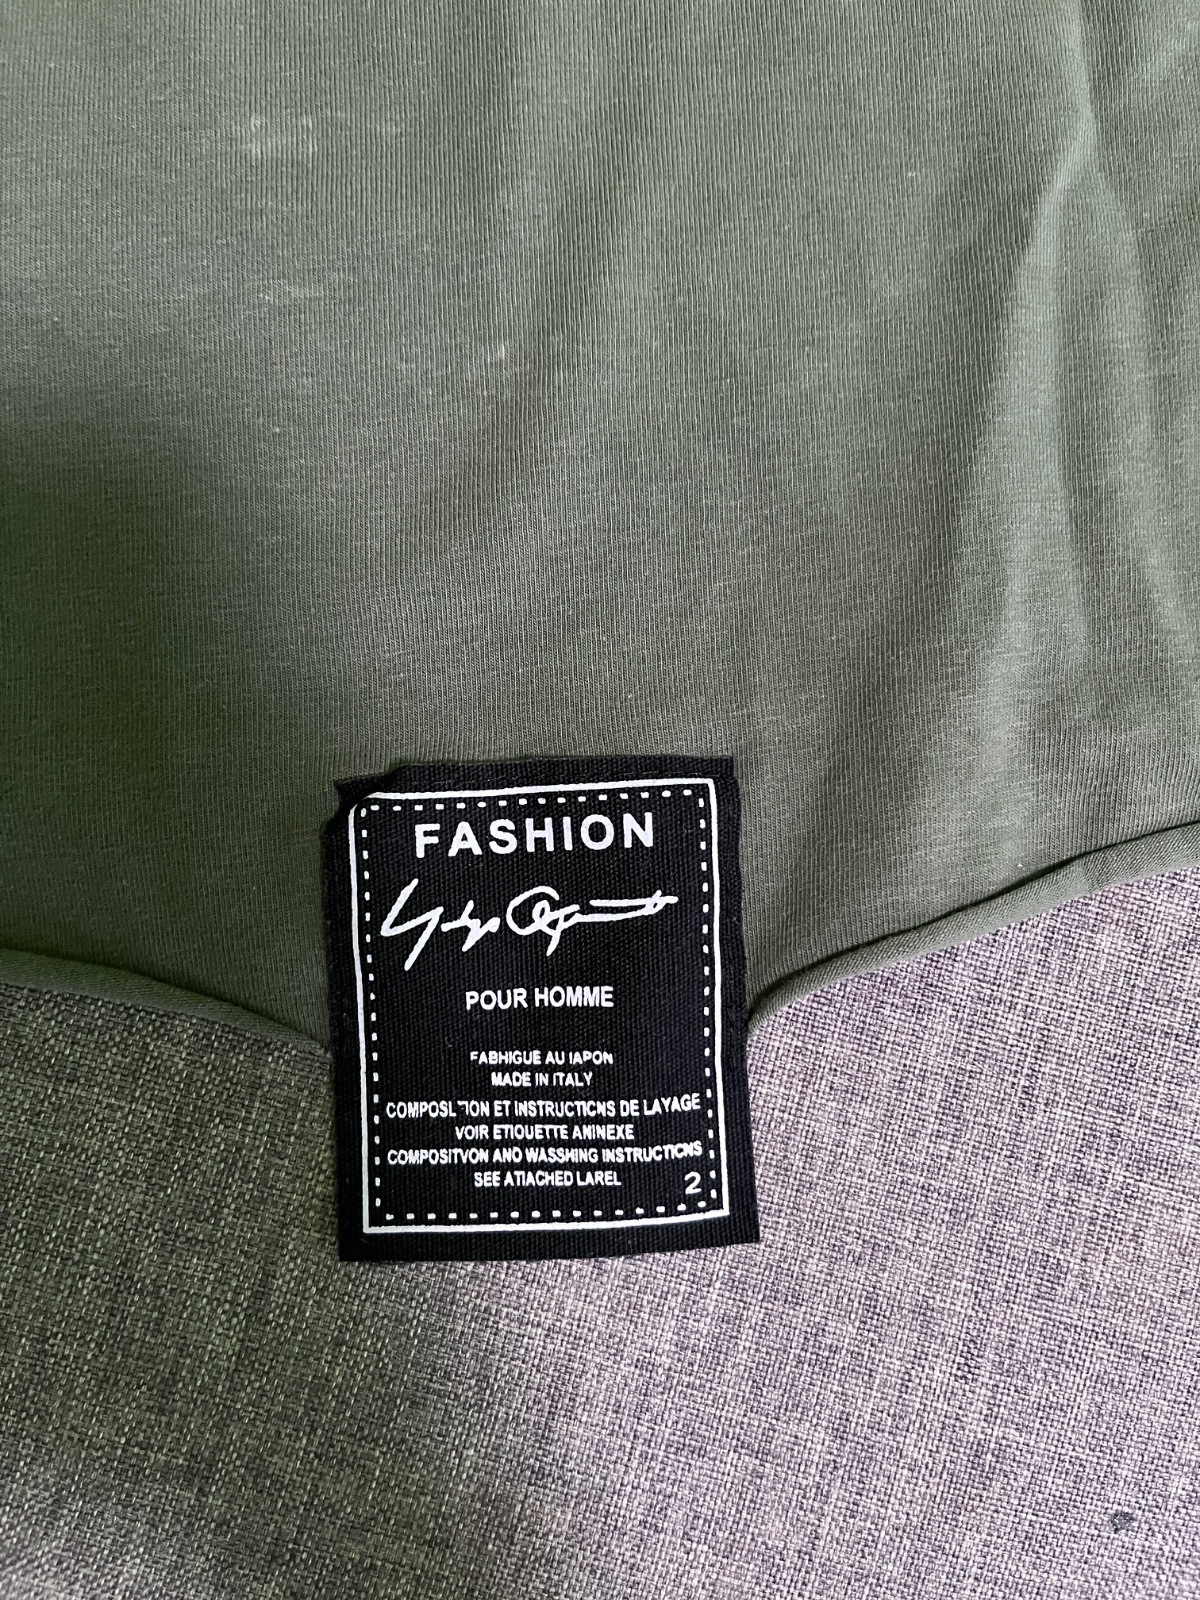 FASHION
POUR HOMME
FABHIGUE AU IAPON
MADE IN ITALY
COMPOSL TION ET INSTRUCTICNS DE LAYAGE
VOIR ETIOUETTE ANINEXE
COMPOSITVON AND WASSHING INSTRUCTICNS
SEE ATIACHED LAREL
2